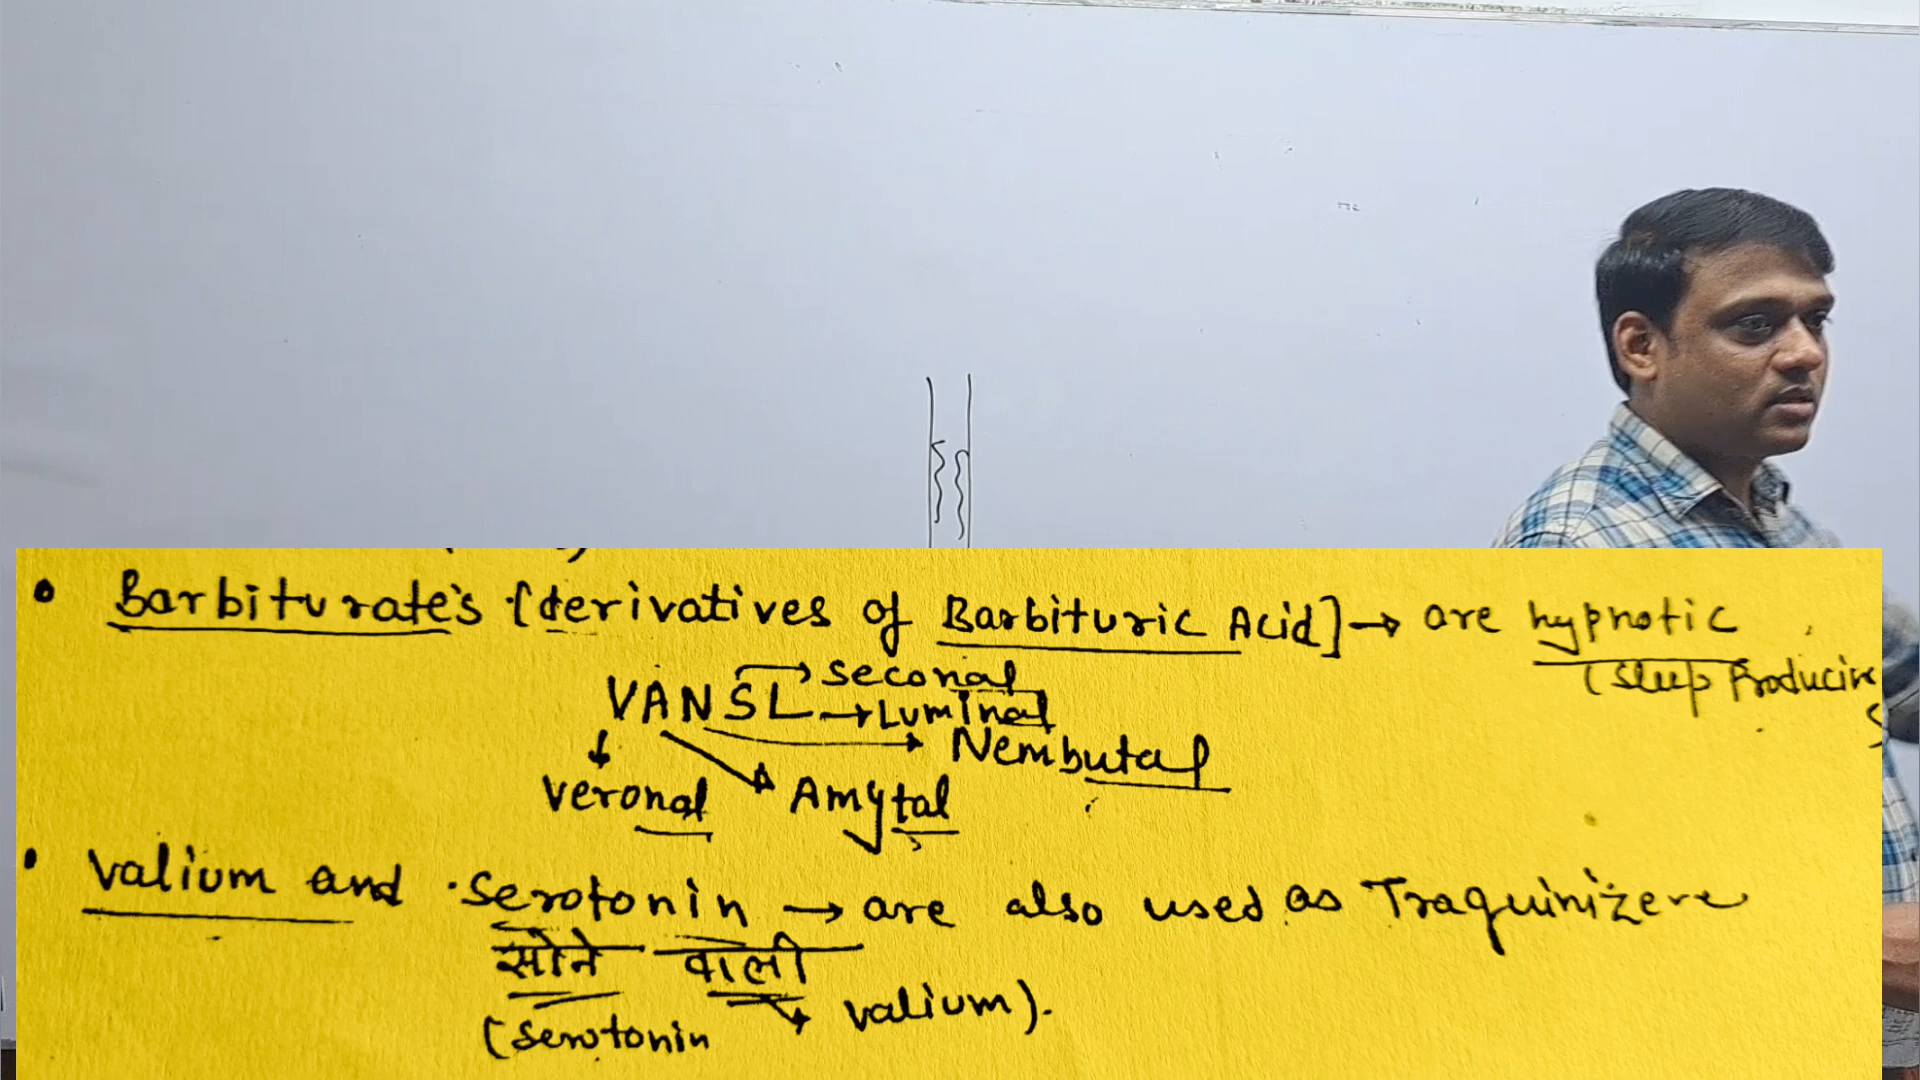 • Barbiturate's [derivatives of Barbituric Acid] → are hypnotic
(sleep Producing
VANSL → seconal
→ Luminal
Nembutal
Veronal Amytal
• Valium and Serotonin → are also used as Traquinizere
सोने वाली
(Serotonin valium).